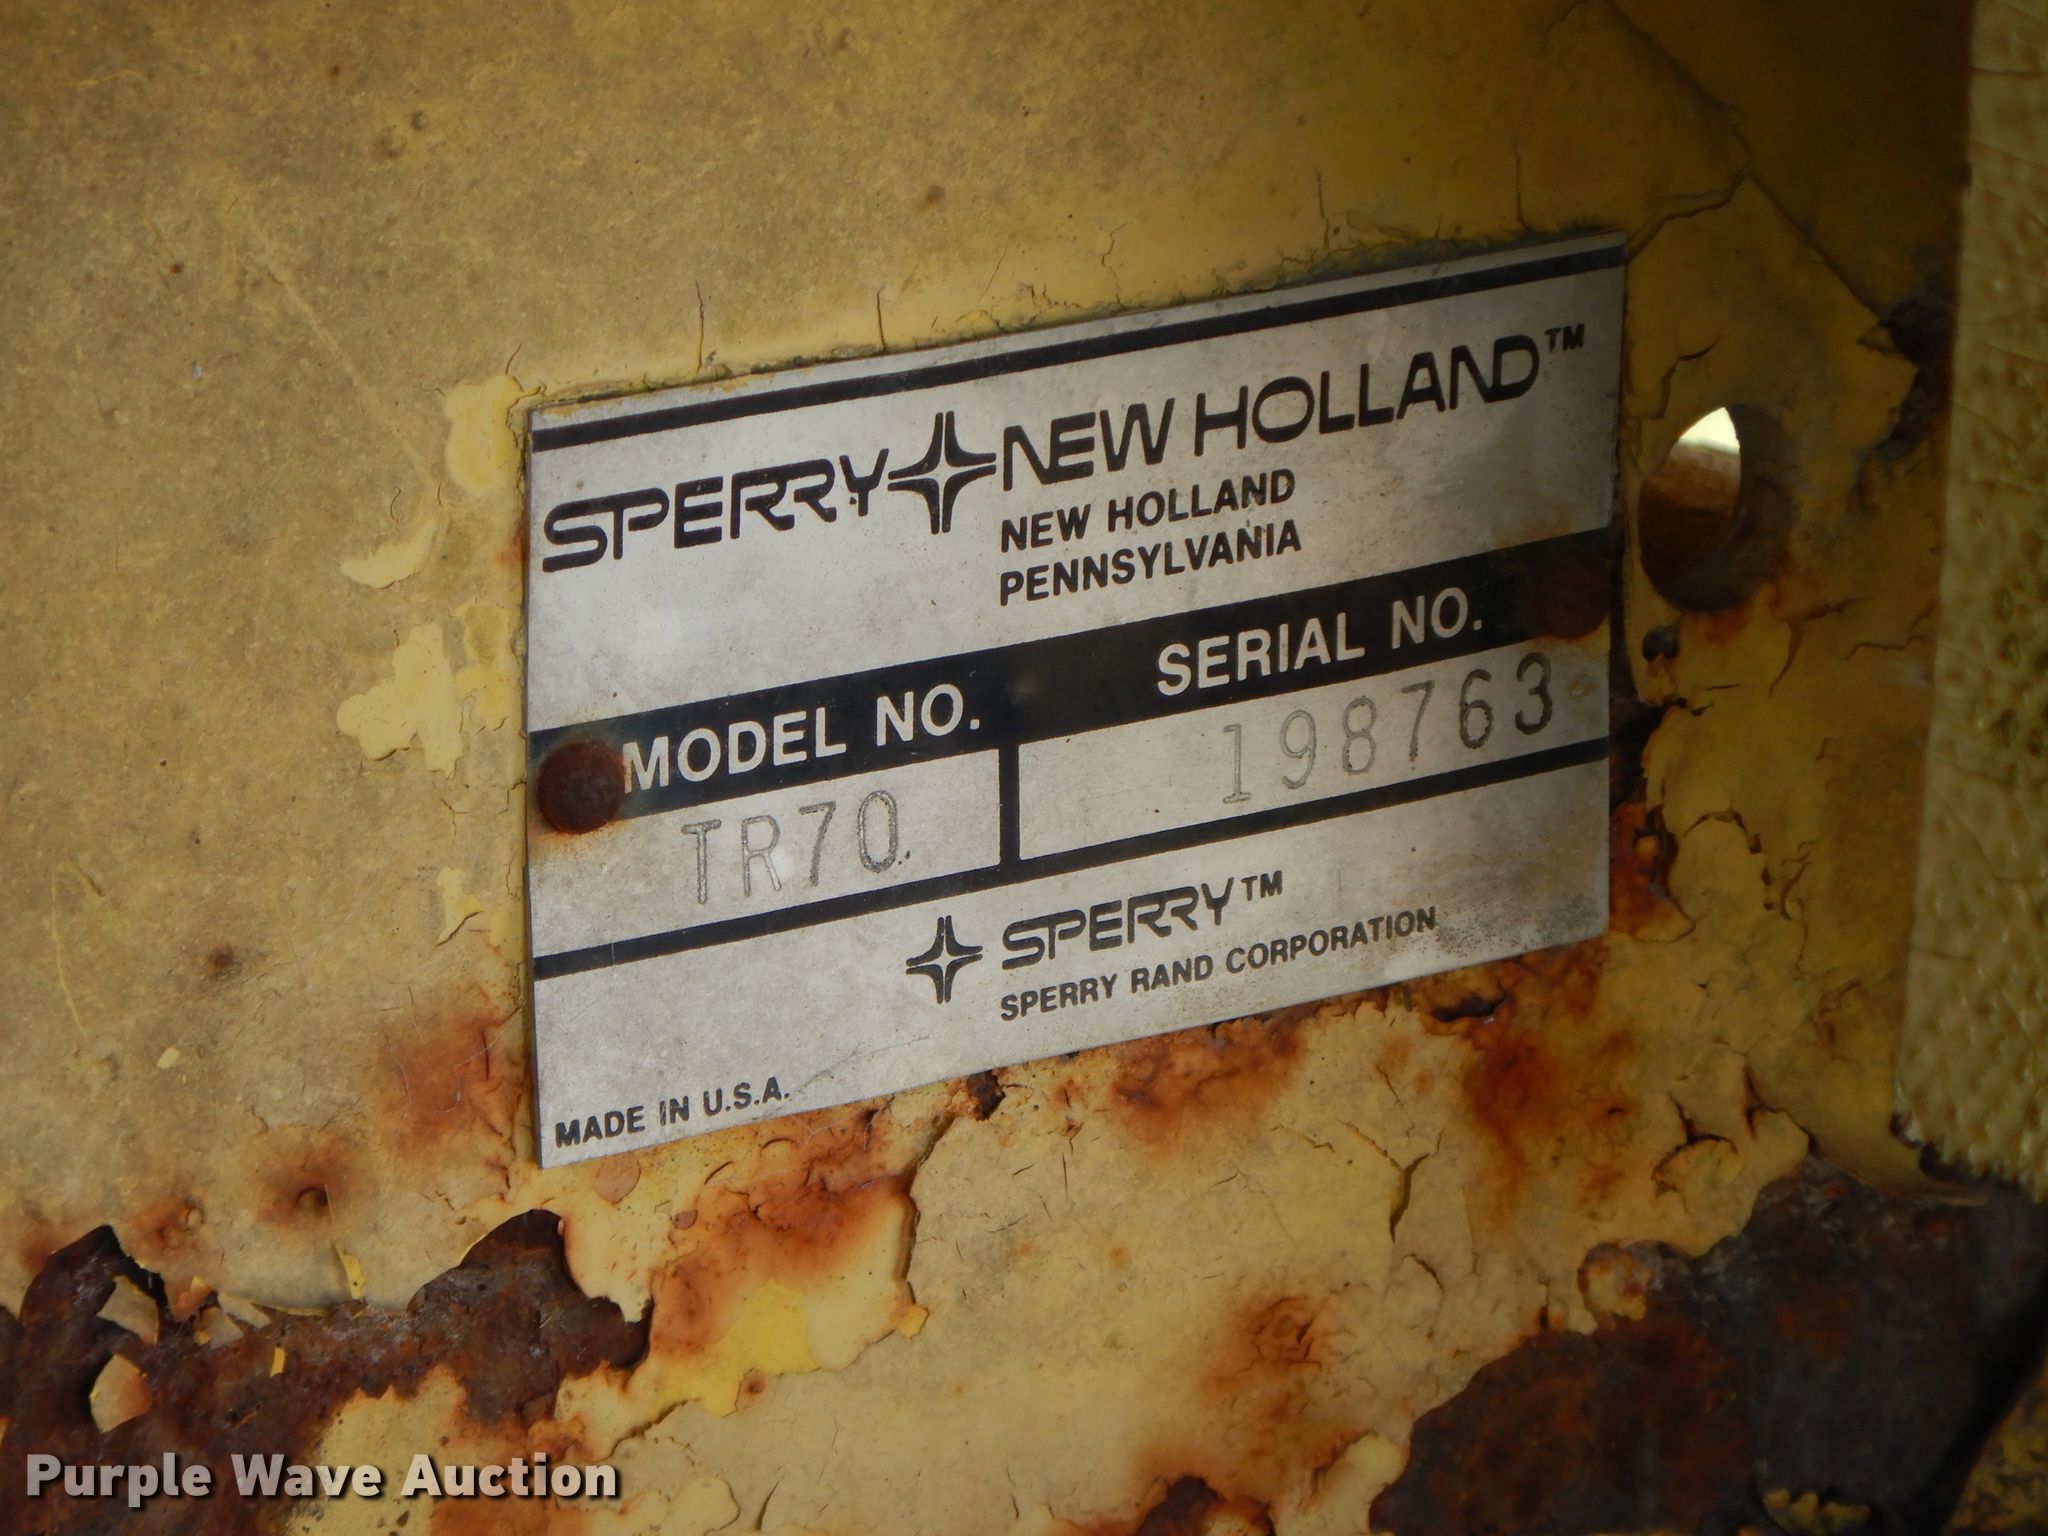 SPERRY NEW HOLLAND™
NEW HOLLAND
PENNSYLVANIA
MODEL NO. SERIAL NO.
TR70 198763
SPERRY™
SPERRY RAND CORPORATION
MADE IN U.S.A.
Purple Wave Auction